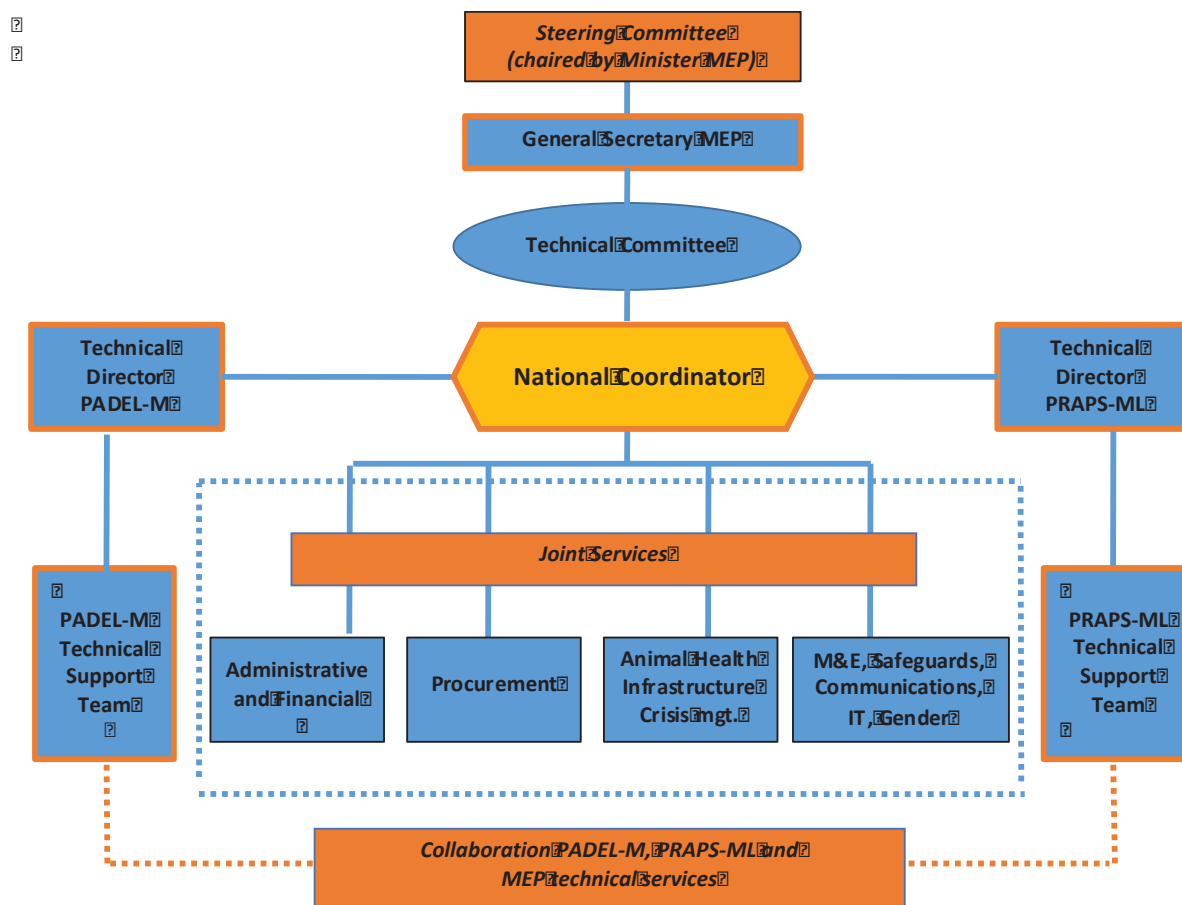 Steering Committee
(chaired by Minister MEP)
General Secretary MEP
Technical Committee
Technical
Director
PADEL-M
National Coordinator
Technical
Director
PRAPS-ML
Joint Services
PADEL-M
Technical
Support
Team
Administrative
and Financial
Procurement
Animal Health
Infrastructure
Crisis mgt.
M&E, Safeguards,
Communications,
IT, Gender
PRAPS-ML
Technical
Support
Team
Collaboration PADEL-M, PRAPS-ML and
MEP technical services